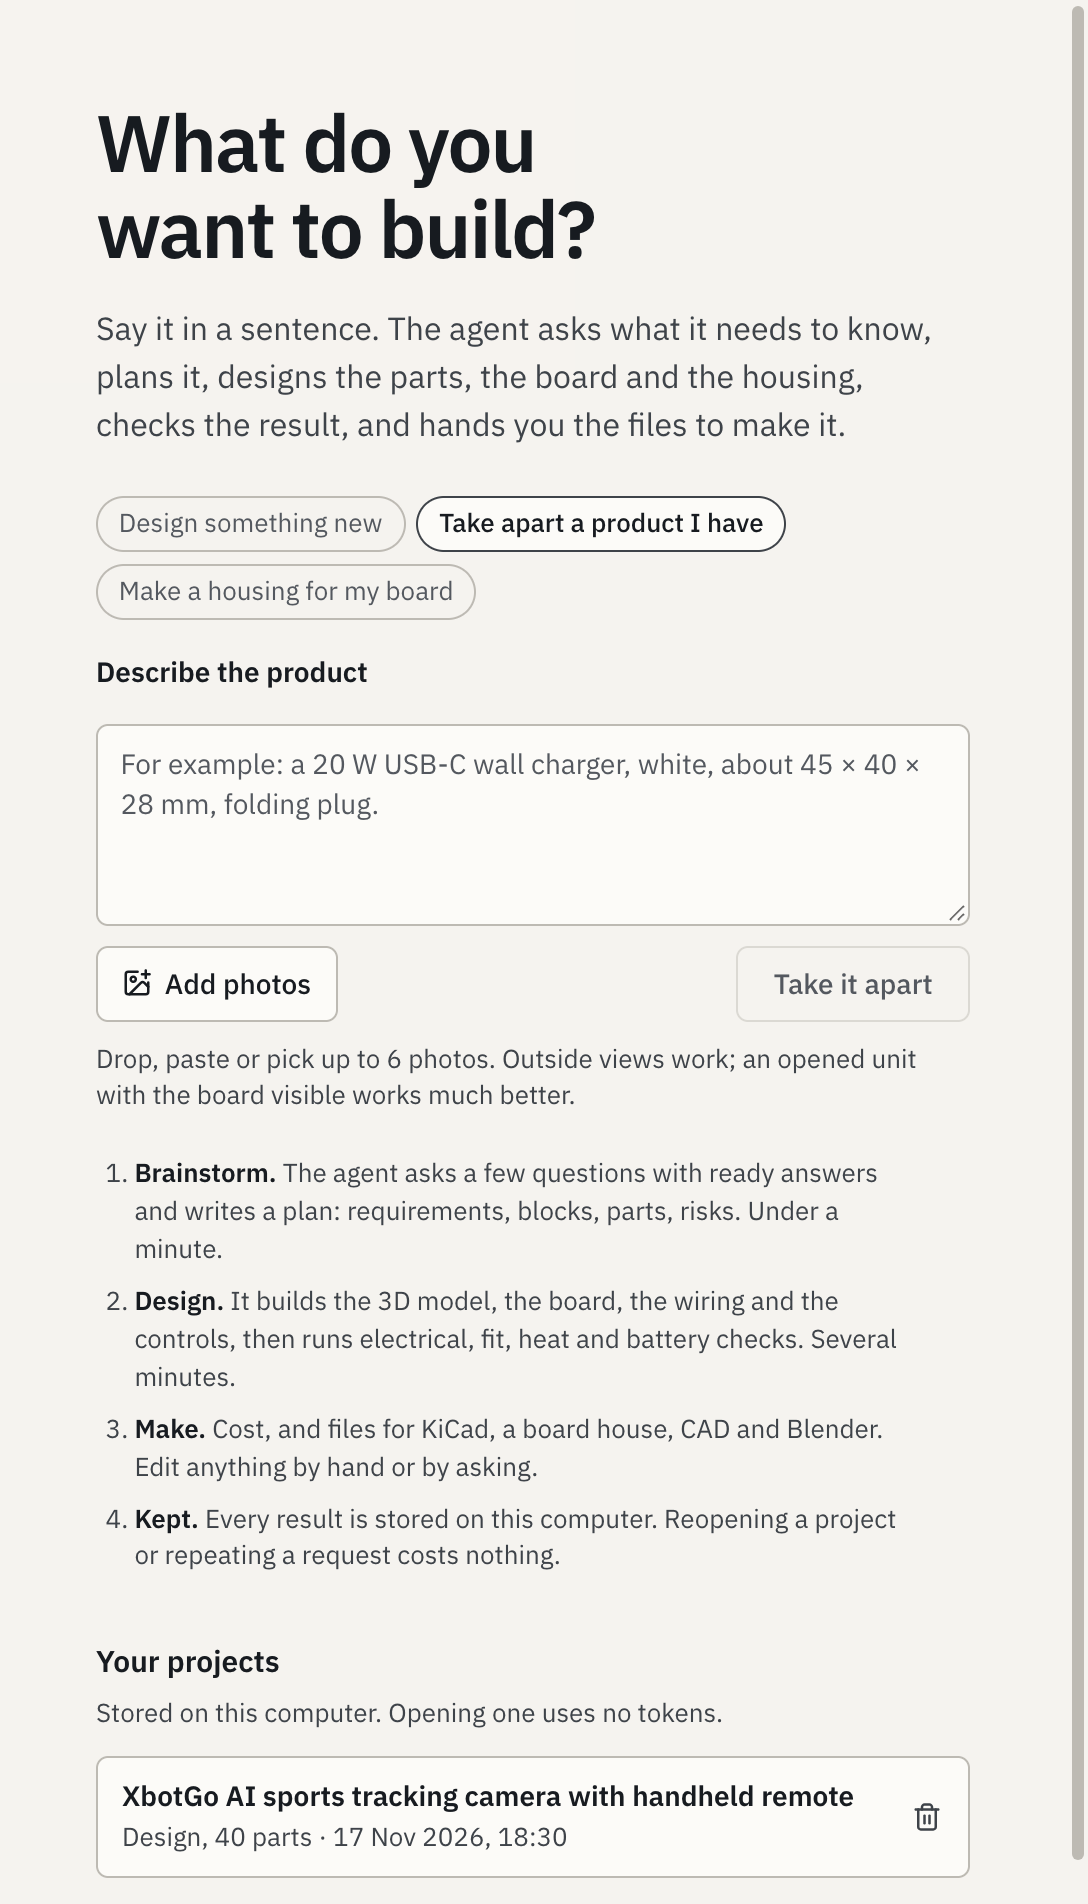 What do you
want to build?
Say it in a sentence. The agent asks what it needs to know,
plans it, designs the parts, the board and the housing,
checks the result, and hands you the files to make it.
Design something new
Take apart a product I have
Make a housing for my board
Describe the product
For example: a 20 W USB-C wall charger, white, about 45 × 40 ×
28 mm, folding plug.
Add photos
Take it apart
Drop, paste or pick up to 6 photos. Outside views work; an opened unit
with the board visible works much better.
1. Brainstorm. The agent asks a few questions with ready answers
and writes a plan: requirements, blocks, parts, risks. Under a
minute.
2. Design. It builds the 3D model, the board, the wiring and the
controls, then runs electrical, fit, heat and battery checks. Several
minutes.
3. Make. Cost, and files for KiCad, a board house, CAD and Blender.
Edit anything by hand or by asking.
4. Kept. Every result is stored on this computer. Reopening a project
or repeating a request costs nothing.
Your projects
Stored on this computer. Opening one uses no tokens.
XbotGo AI sports tracking camera with handheld remote
Design, 40 parts · 17 Nov 2026, 18:30